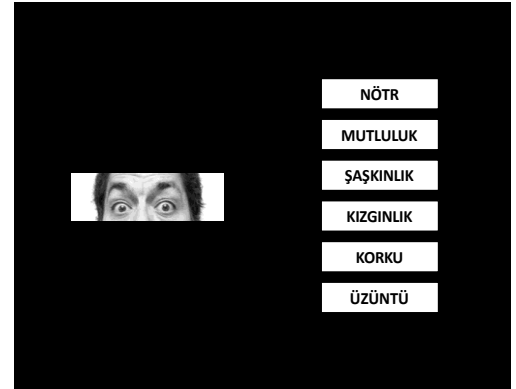 NÖTR
MUTLULUK
ŞAŞKINLIK
KIZGINLIK
KORKU
ÜZÜNTÜ